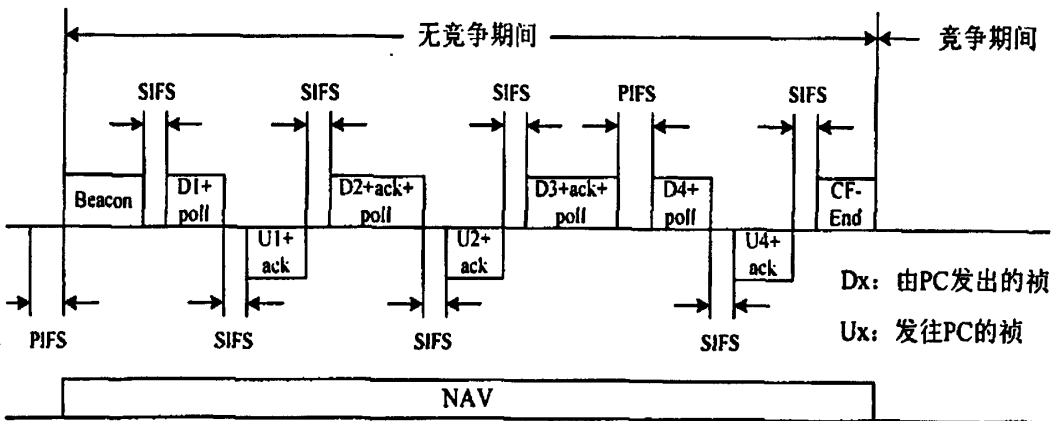 无竞争期间
竞争期间
SIFS
SIFS
SIFS
PIFS
SIFS
Beacon
D1+
poll
D2+ack+
poll
D3+ack+
poll
D4+
poll
CF-
End
U1+
ack
U2+
ack
U4+
ack
PIFS
SIFS
SIFS
SIFS
Dx: 由PC发出的祯
Ux: 发往PC的祯
NAV